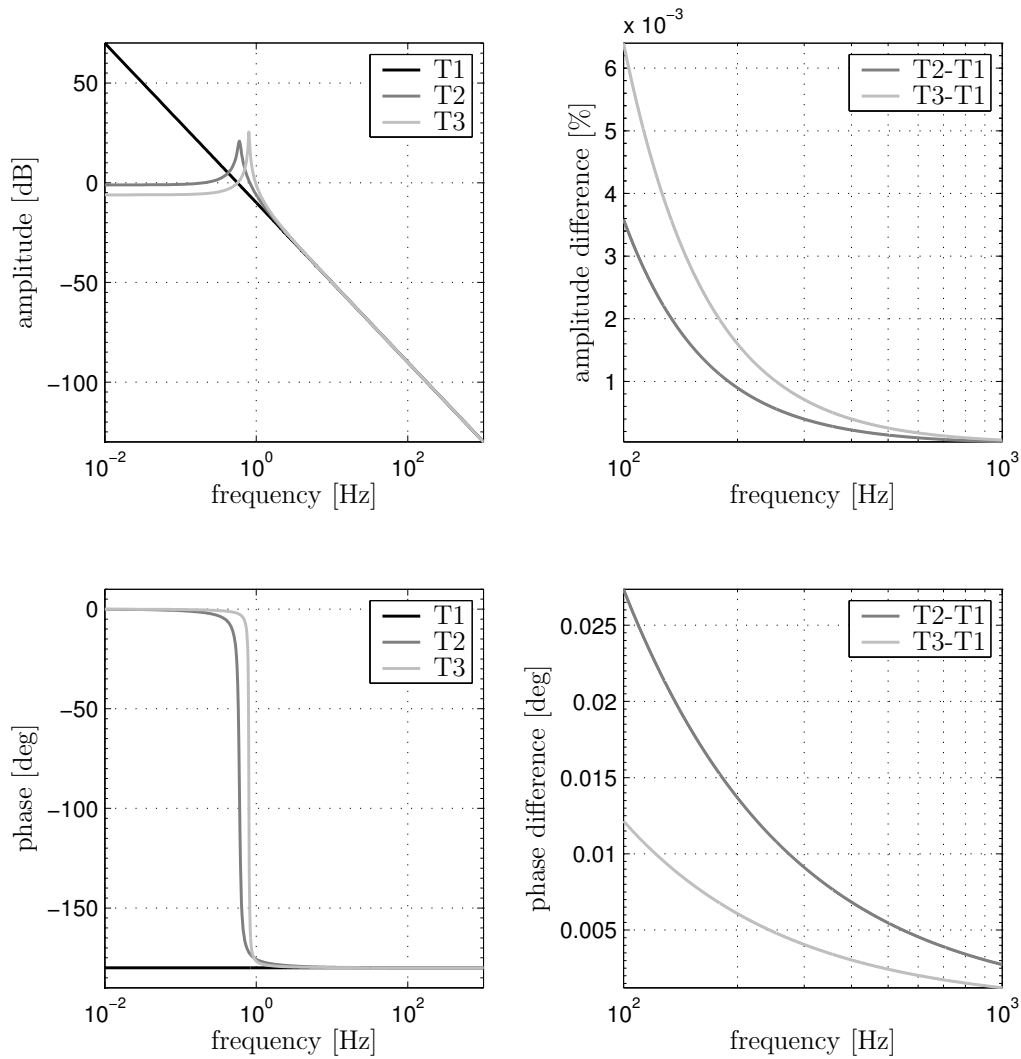 50
0
−50
−100
10^−2
10^0
10^2
amplitude [dB]
frequency [Hz]
T1
T2
T3
x 10^−3
6
5
4
3
2
1
10^2
10^3
amplitude difference [%]
frequency [Hz]
T2-T1
T3-T1
0
−50
−100
−150
10^−2
10^0
10^2
phase [deg]
frequency [Hz]
T1
T2
T3
0.025
0.02
0.015
0.01
0.005
10^2
10^3
phase difference [deg]
frequency [Hz]
T2-T1
T3-T1